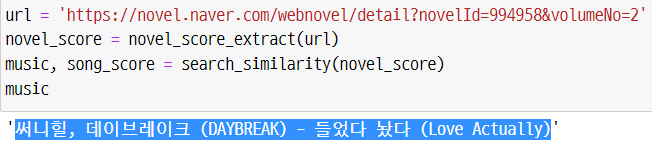 url = 'https://novel.naver.com/webnovel/detail?novelId=994958&volumeNo=2'
novel_score = novel_score_extract(url)
music, song_score = search_similarity(novel_score)
music
'써니힐, 데이브레이크 (DAYBREAK) - 들었다 놨다 (Love Actually)'